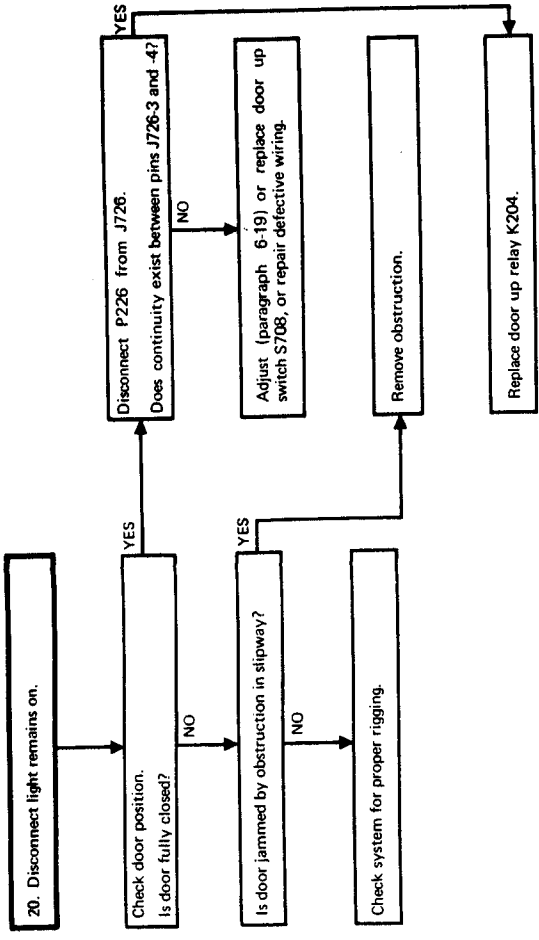 20. Disconnect light remains on.
Check door position.
Is door fully closed?
YES
NO
Disconnect P226 from J726.
Does continuity exist between pins J726-3 and -4?
YES
NO
Adjust (paragraph 6-19) or replace door up
switch S708, or repair defective wiring.
Is door jammed by obstruction in slipway?
YES
NO
Remove obstruction.
Check system for proper rigging.
Replace door up relay K204.